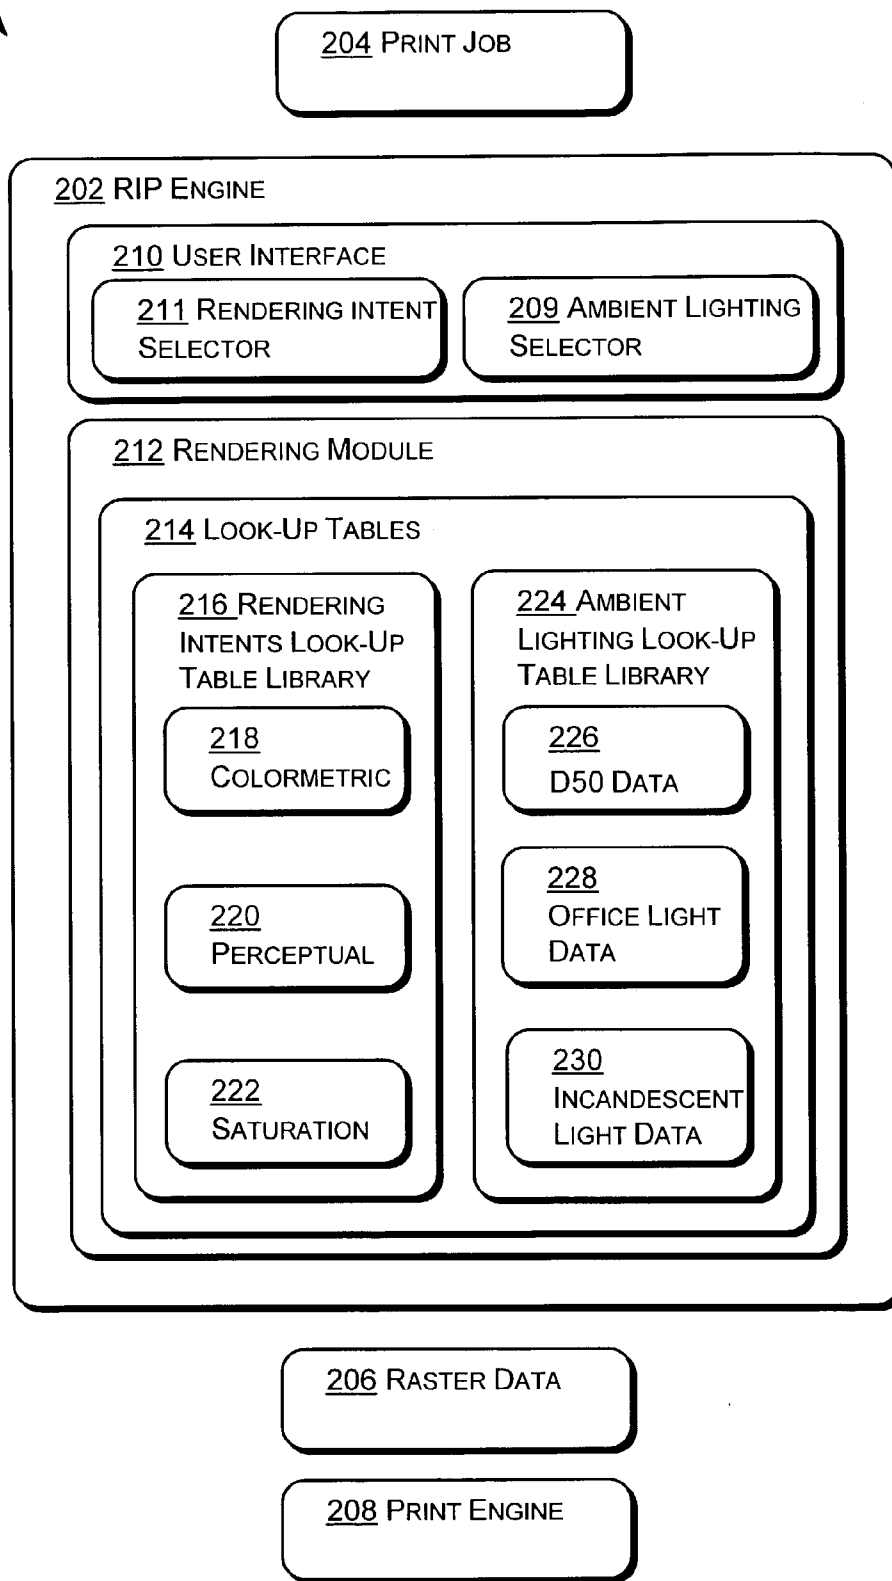 204 PRINT JOB
202 RIP ENGINE
210 USER INTERFACE
211 RENDERING INTENT
SELECTOR
209 AMBIENT LIGHTING
SELECTOR
212 RENDERING MODULE
214 LOOK-UP TABLES
216 RENDERING
INTENTS LOOK-UP
TABLE LIBRARY
218
COLORMETRIC
220
PERCEPTUAL
222
SATURATION
224 AMBIENT
LIGHTING LOOK-UP
TABLE LIBRARY
226
D50 DATA
228
OFFICE LIGHT
DATA
230
INCANDESCENT
LIGHT DATA
206 RASTER DATA
208 PRINT ENGINE